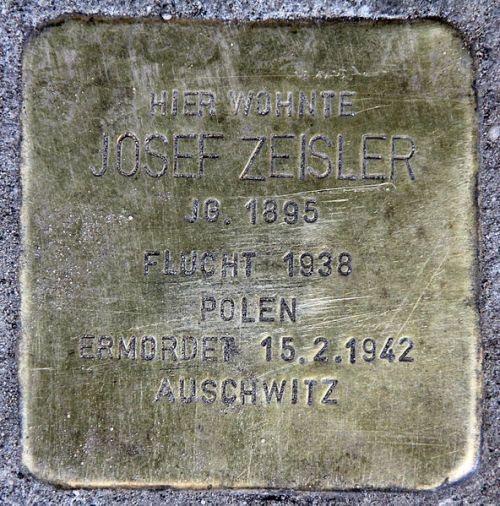 HIER WOHNTE
JOSEF ZEISLER
JG. 1895
FLUCHT 1938
POLEN
ERMORDET 15.2.1942
AUSCHWITZ